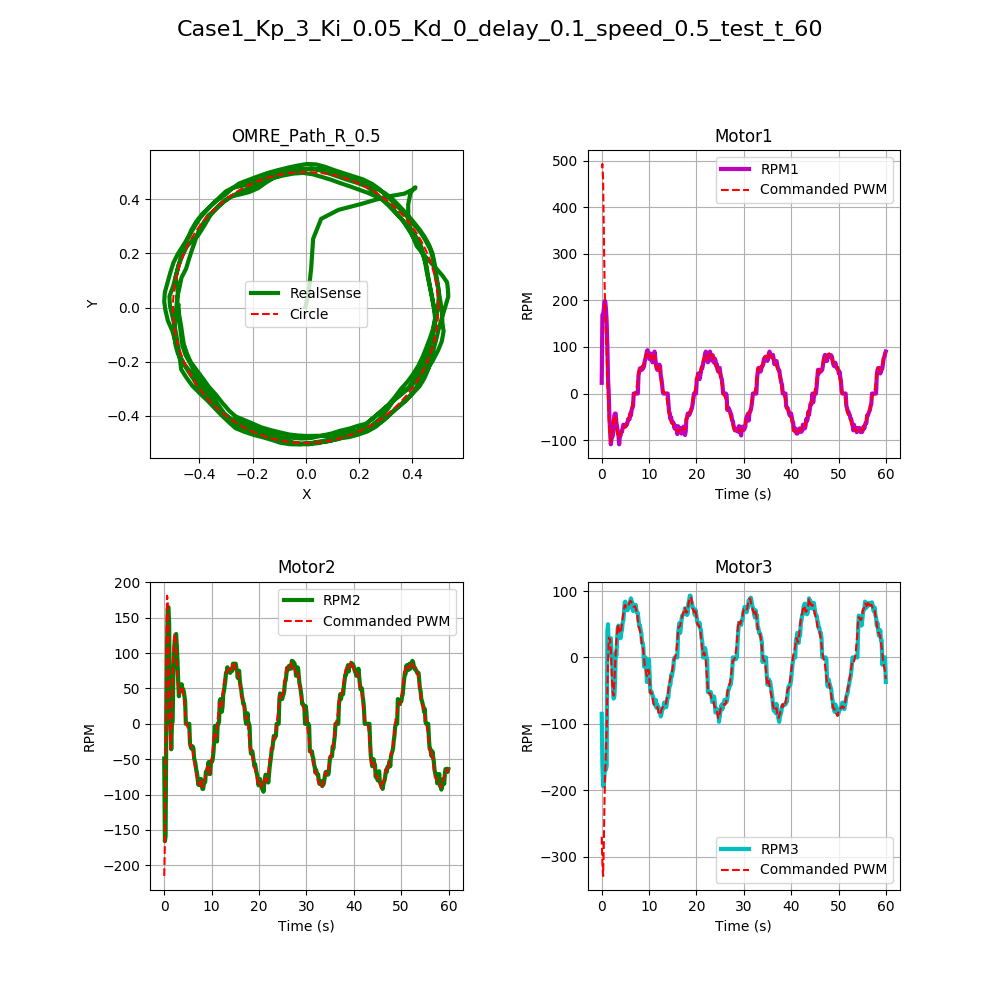 Case1_Kp_3_Ki_0.05_Kd_0_delay_0.1_speed_0.5_test_t_60
OMRE_Path_R_0.5
0.4
0.2
0.0
−0.2
−0.4
Y
RealSense
Circle
−0.4
−0.2
0.0
0.2
0.4
X
Motor1
500
400
300
200
100
0
−100
RPM
RPM1
Commanded PWM
0
10
20
30
40
50
60
Time (s)
Motor2
200
150
100
50
0
−50
−100
−150
−200
RPM
RPM2
Commanded PWM
0
10
20
30
40
50
60
Time (s)
Motor3
100
0
−100
−200
−300
RPM
RPM3
Commanded PWM
0
10
20
30
40
50
60
Time (s)